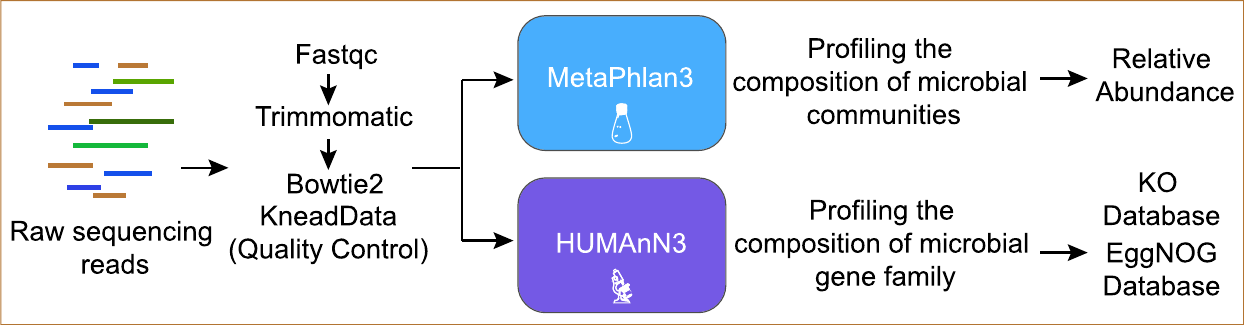 Raw sequencing
reads
Fastqc
Trimmomatic
Bowtie2
KneadData
(Quality Control)
MetaPhlan3
Profiling the
composition of microbial
communities
Relative
Abundance
HUMAnN3
Profiling the
composition of microbial
gene family
KO
Database
EggNOG
Database